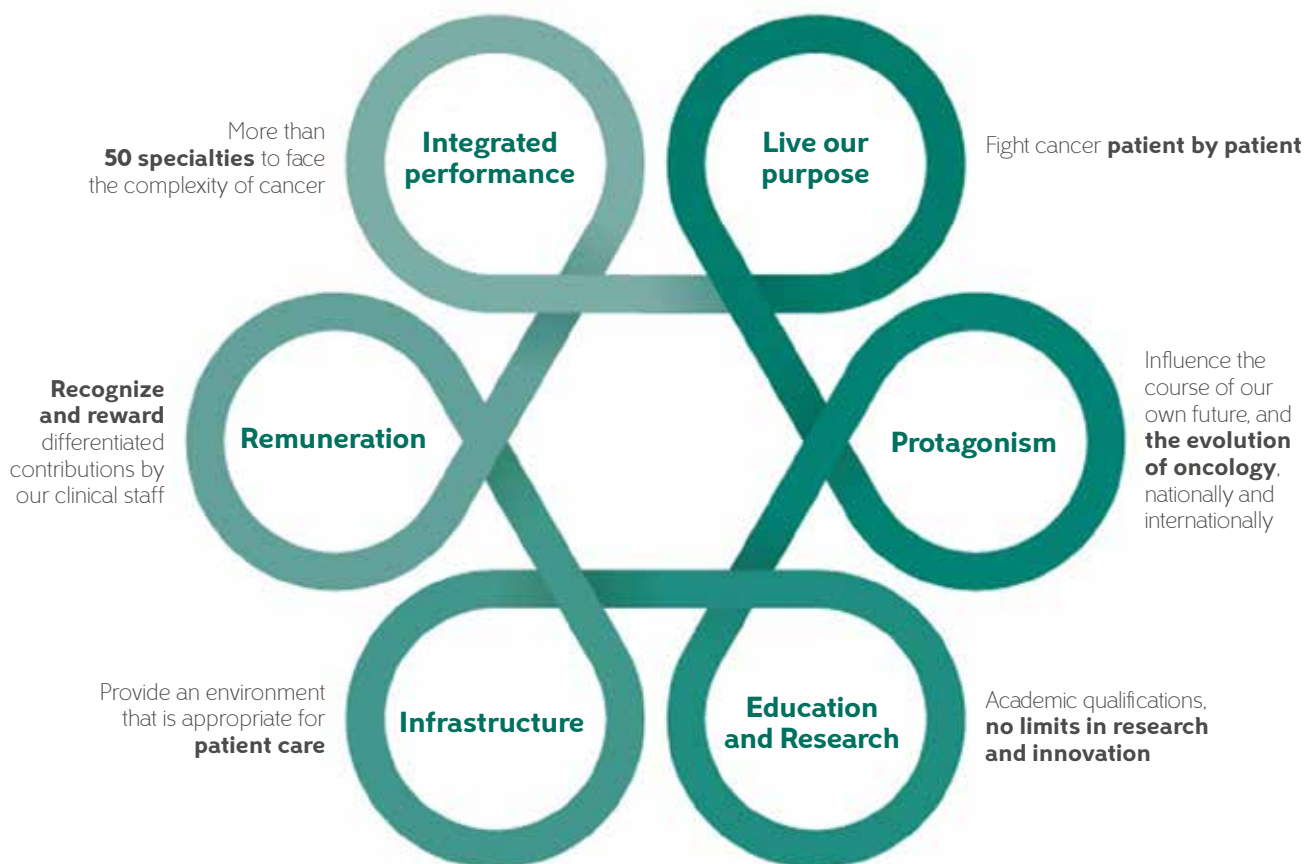 More than
50 specialties to face
the complexity of cancer
Integrated
performance
Live our
purpose
Fight cancer patient by patient
Recognize
and reward
differentiated
contributions by
our clinical staff
Remuneration
Protagonism
Influence the
course of our
own future, and
the evolution
of oncology,
nationally and
internationally
Provide an environment
that is appropriate for
patient care
Infrastructure
Education
and Research
Academic qualifications,
no limits in research
and innovation